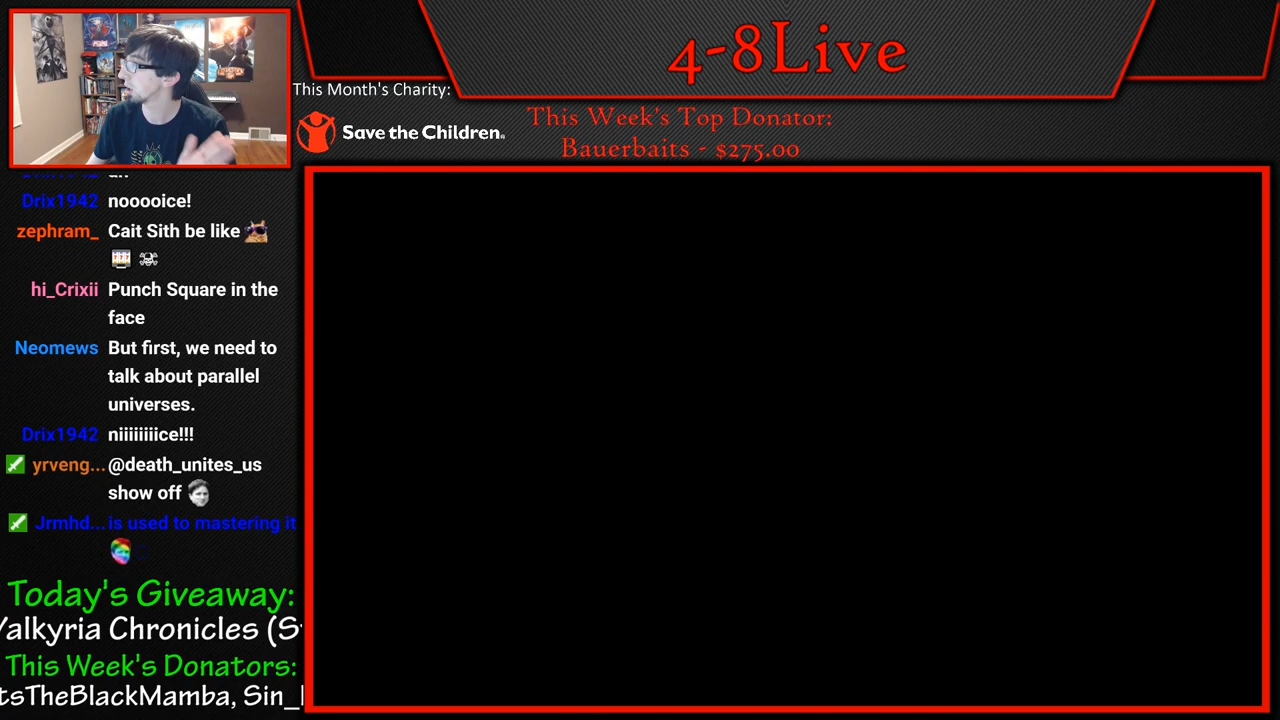 4-8Live
This Month's Charity:
Save the Children
This Week's Top Donator:
Bauerbaits - $275.00
Drix1942 nooooice!
zephram_ Cait Sith be like
hi_Crixii Punch Square in the
face
Neomews But first, we need to
talk about parallel
universes.
Drix1942 niiiiiiiice!!!
yrveng... @death_unites_us
show off
Jrmhd... is used to mastering it
Today's Giveaway:
Valkyria Chronicles (S
This Week's Donators:
tsTheBlackMamba, Sin_